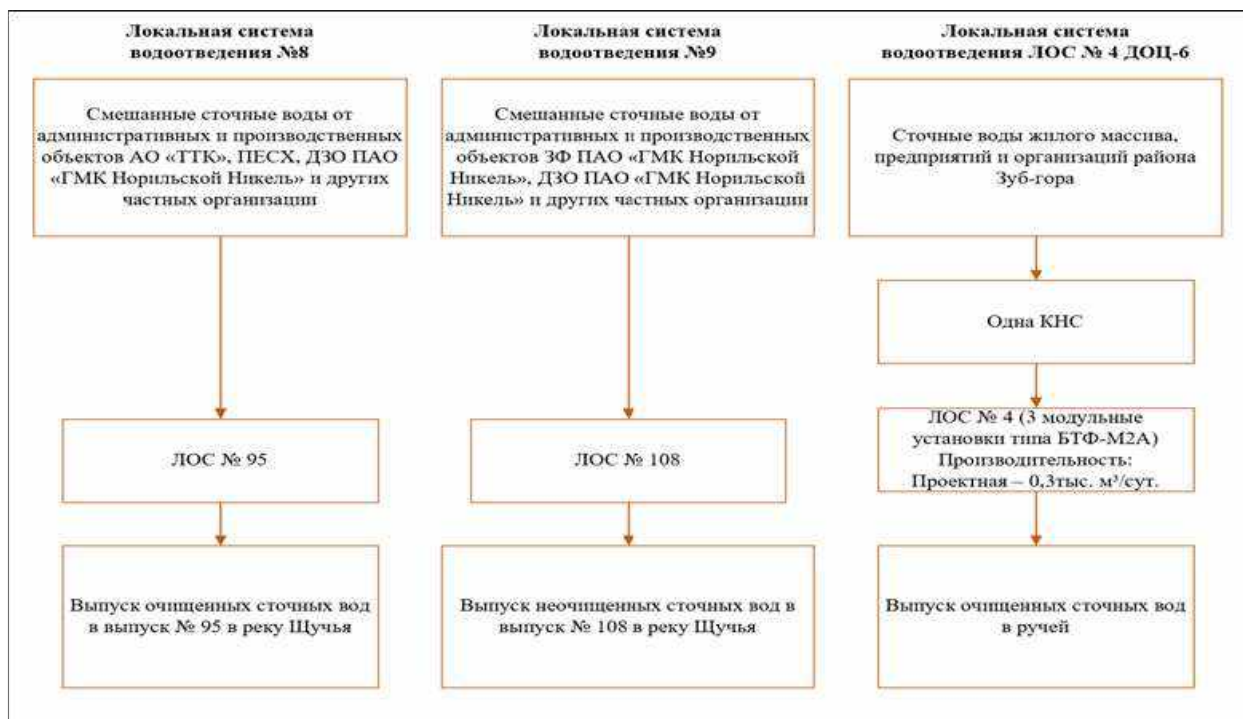 Локальная система
водоотведения №8
Смешанные сточные воды от
административных и производственных
объектов АО «ТТК», ПЕСХ, ДЗО ПАО
«ГМК Норильской Никель» и других
частных организации
ЛОС № 95
Выпуск очищенных сточных вод
в выпуск № 95 в реку Щучья
Локальная система
водоотведения №9
Смешанные сточные воды от
административных и производственных
объектов ЗФ ПАО «ГМК Норильской
Никель», ДЗО ПАО «ГМК Норильской
Никель» и других частных организации
ЛОС № 108
Выпуск неочищенных сточных вод в
выпуск № 108 в реку Щучья
Локальная система
водоотведения ЛОС № 4 ДОЦ-6
Сточные воды жилого массива,
предприятий и организаций района
Зуб-гора
Одна КНС
ЛОС № 4 (3 модульные
установки типа БТФ-М2А)
Производительность:
Проектная – 0,3тыс. м³/сут.
Выпуск очищенных сточных вод
в ручей